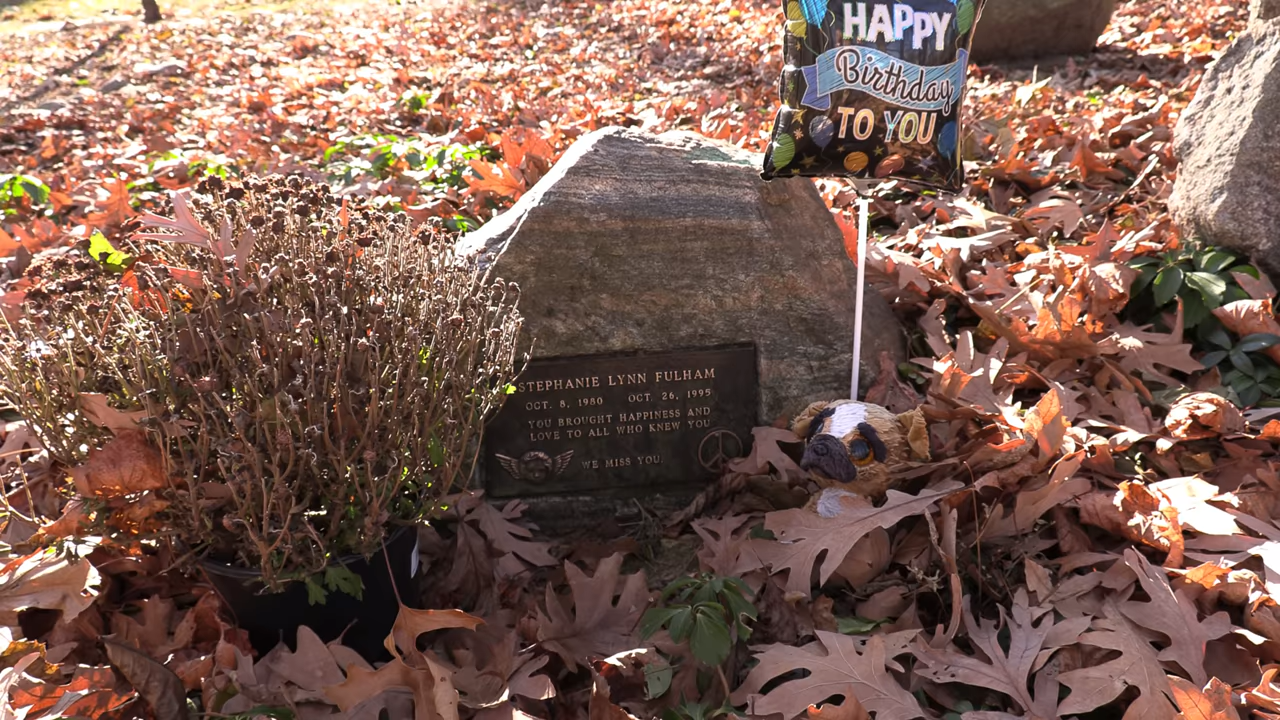 HAPPY
Birthday
TO YOU
STEPHANIE LYNN FULHAM
OCT. 8, 1980 OCT. 26, 1995
YOU BROUGHT HAPPINESS AND
LOVE TO ALL WHO KNEW YOU
WE MISS YOU.